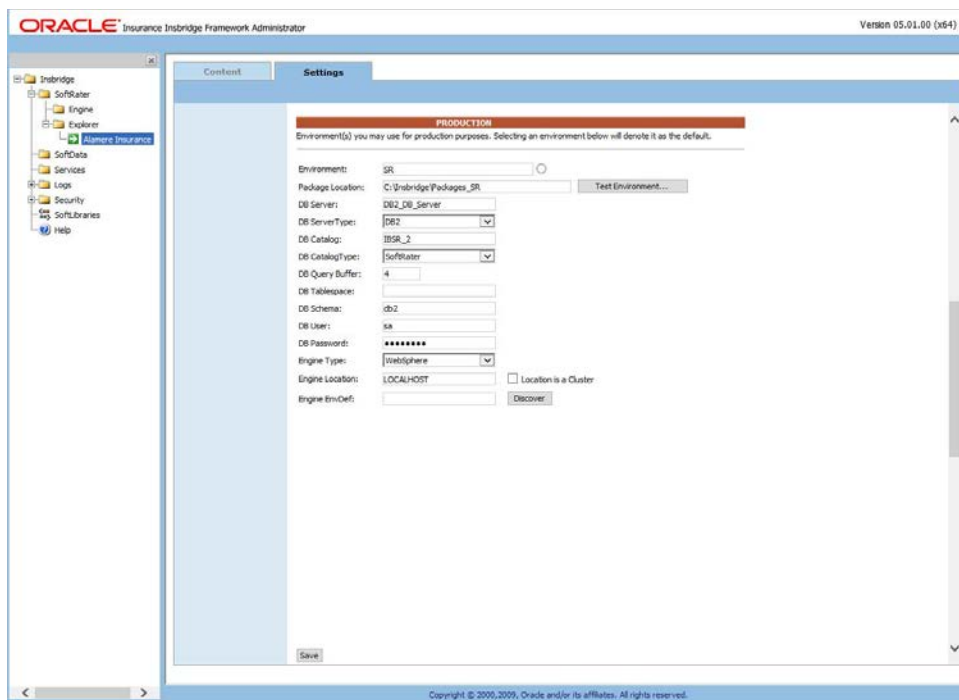 ORACLE Insurance Insbridge Framework Administrator
Version 05.01.00 (x64)
Insbridge
SoftRater
Engine
Explorer
Alamere Insurance
SoftData
Services
Logs
Security
SoftLibraries
Help
Content
Settings
PRODUCTION
Environment(s) you may use for production purposes. Selecting an environment below will denote it as the default.
Environment: SR
Package Location: C:\Insbridge\Packages_SR Test Environment...
DB Server: DB2_DB_Server
DB ServerType: DB2
DB Catalog: IBSR_2
DB CatalogType: SoftRater
DB Query Buffer: 4
DB Tablespace:
DB Schema: db2
DB User: sa
DB Password: ••••••••
Engine Type: WebSphere
Engine Location: LOCALHOST Location is a Cluster
Engine EnvDef: Discover
Save
Copyright © 2000,2009, Oracle and/or its affiliates. All rights reserved.